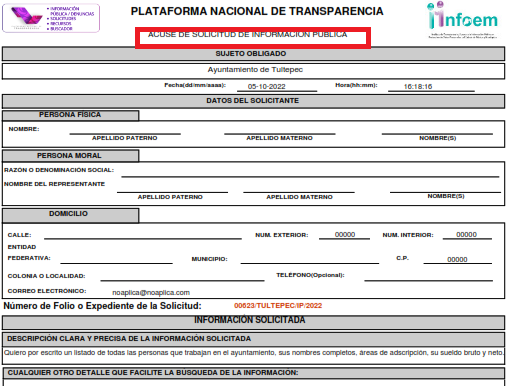 INFORMACIÓN
PÚBLICA / DENUNCIAS
SOLICITUDES
RECURSOS
BUSCADOR
PLATAFORMA NACIONAL DE TRANSPARENCIA
infoem
ACUSE DE SOLICITUD DE INFORMACIÓN PÚBLICA
SUJETO OBLIGADO
Ayuntamiento de Tultepec
Fecha(dd/mm/aaaa): 05-10-2022 Hora(hh:mm): 16:18:16
DATOS DEL SOLICITANTE
PERSONA FÍSICA
NOMBRE:
APELLIDO PATERNO APELLIDO MATERNO NOMBRE(S)
PERSONA MORAL
RAZÓN O DENOMINACIÓN SOCIAL:
NOMBRE DEL REPRESENTANTE
APELLIDO PATERNO APELLIDO MATERNO NOMBRE(S)
DOMICILIO
CALLE: NUM. EXTERIOR: 00000 NUM. INTERIOR: 00000
ENTIDAD
FEDERATIVA: MUNICIPIO: C.P. 00000
COLONIA O LOCALIDAD: TELÉFONO(Opcional):
CORREO ELECTRÓNICO: noaplica@noaplica.com
Número de Folio o Expediente de la Solicitud: 00623/TULTEPEC/IP/2022
INFORMACIÓN SOLICITADA
DESCRIPCIÓN CLARA Y PRECISA DE LA INFORMACIÓN SOLICITADA
Quiero por escrito un listado de todas las personas que trabajan en el ayuntamiento, sus nombres completos, áreas de adscripción, su sueldo bruto y neto.
CUALQUIER OTRO DETALLE QUE FACILITE LA BUSQUEDA DE LA INFORMACIÓN: